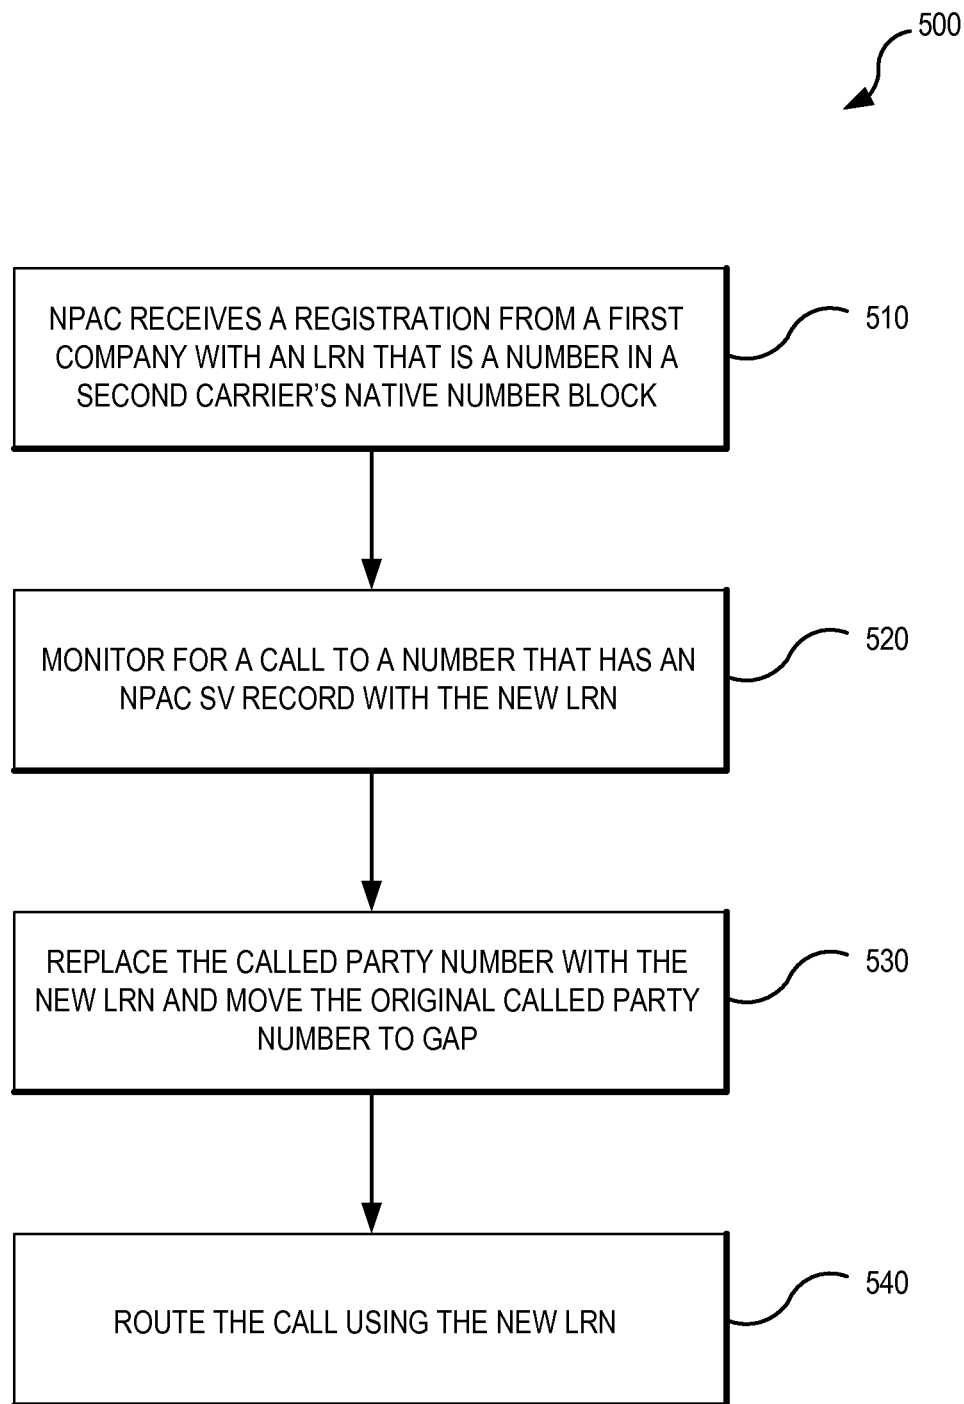 500
NPAC RECEIVES A REGISTRATION FROM A FIRST
COMPANY WITH AN LRN THAT IS A NUMBER IN A
SECOND CARRIER'S NATIVE NUMBER BLOCK
510
MONITOR FOR A CALL TO A NUMBER THAT HAS AN
NPAC SV RECORD WITH THE NEW LRN
520
REPLACE THE CALLED PARTY NUMBER WITH THE
NEW LRN AND MOVE THE ORIGINAL CALLED PARTY
NUMBER TO GAP
530
ROUTE THE CALL USING THE NEW LRN
540